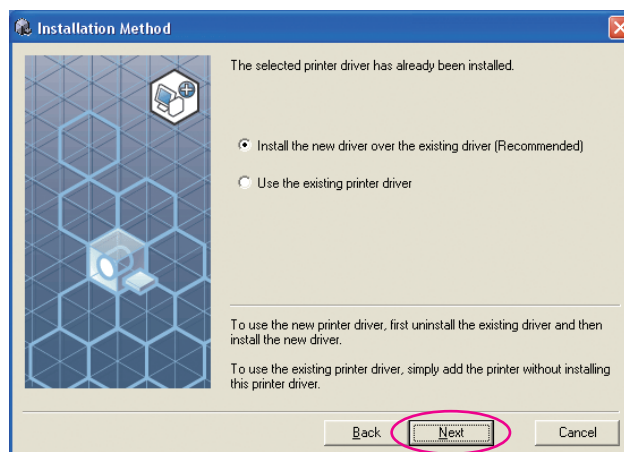 Installation Method
The selected printer driver has already been installed.
Install the new driver over the existing driver (Recommended)
Use the existing printer driver
To use the new printer driver, first uninstall the existing driver and then
install the new driver.
To use the existing printer driver, simply add the printer without installing
this printer driver.
Back Next Cancel